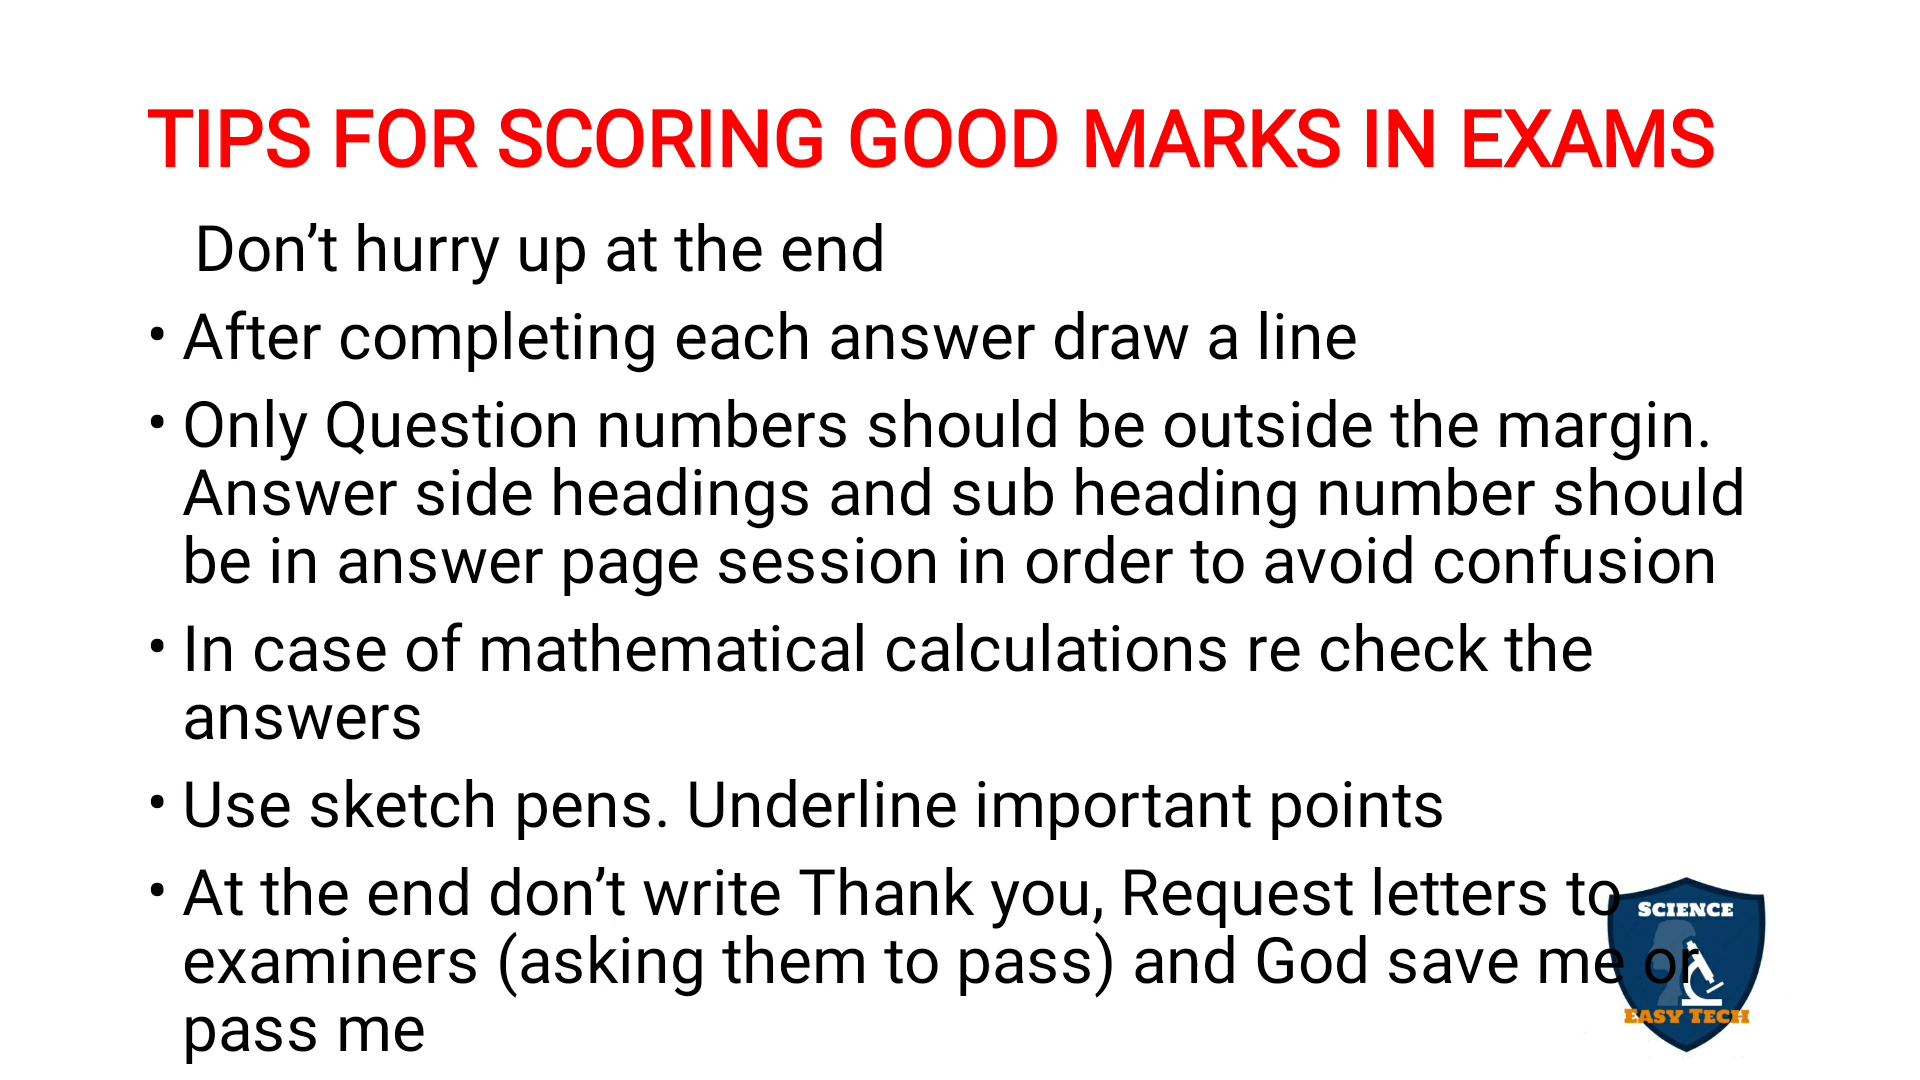 TIPS FOR SCORING GOOD MARKS IN EXAMS
Don’t hurry up at the end
• After completing each answer draw a line
• Only Question numbers should be outside the margin.
Answer side headings and sub heading number should
be in answer page session in order to avoid confusion
• In case of mathematical calculations re check the
answers
• Use sketch pens. Underline important points
• At the end don’t write Thank you, Request letters to
examiners (asking them to pass) and God save me or
pass me
SCIENCE
EASY TECH